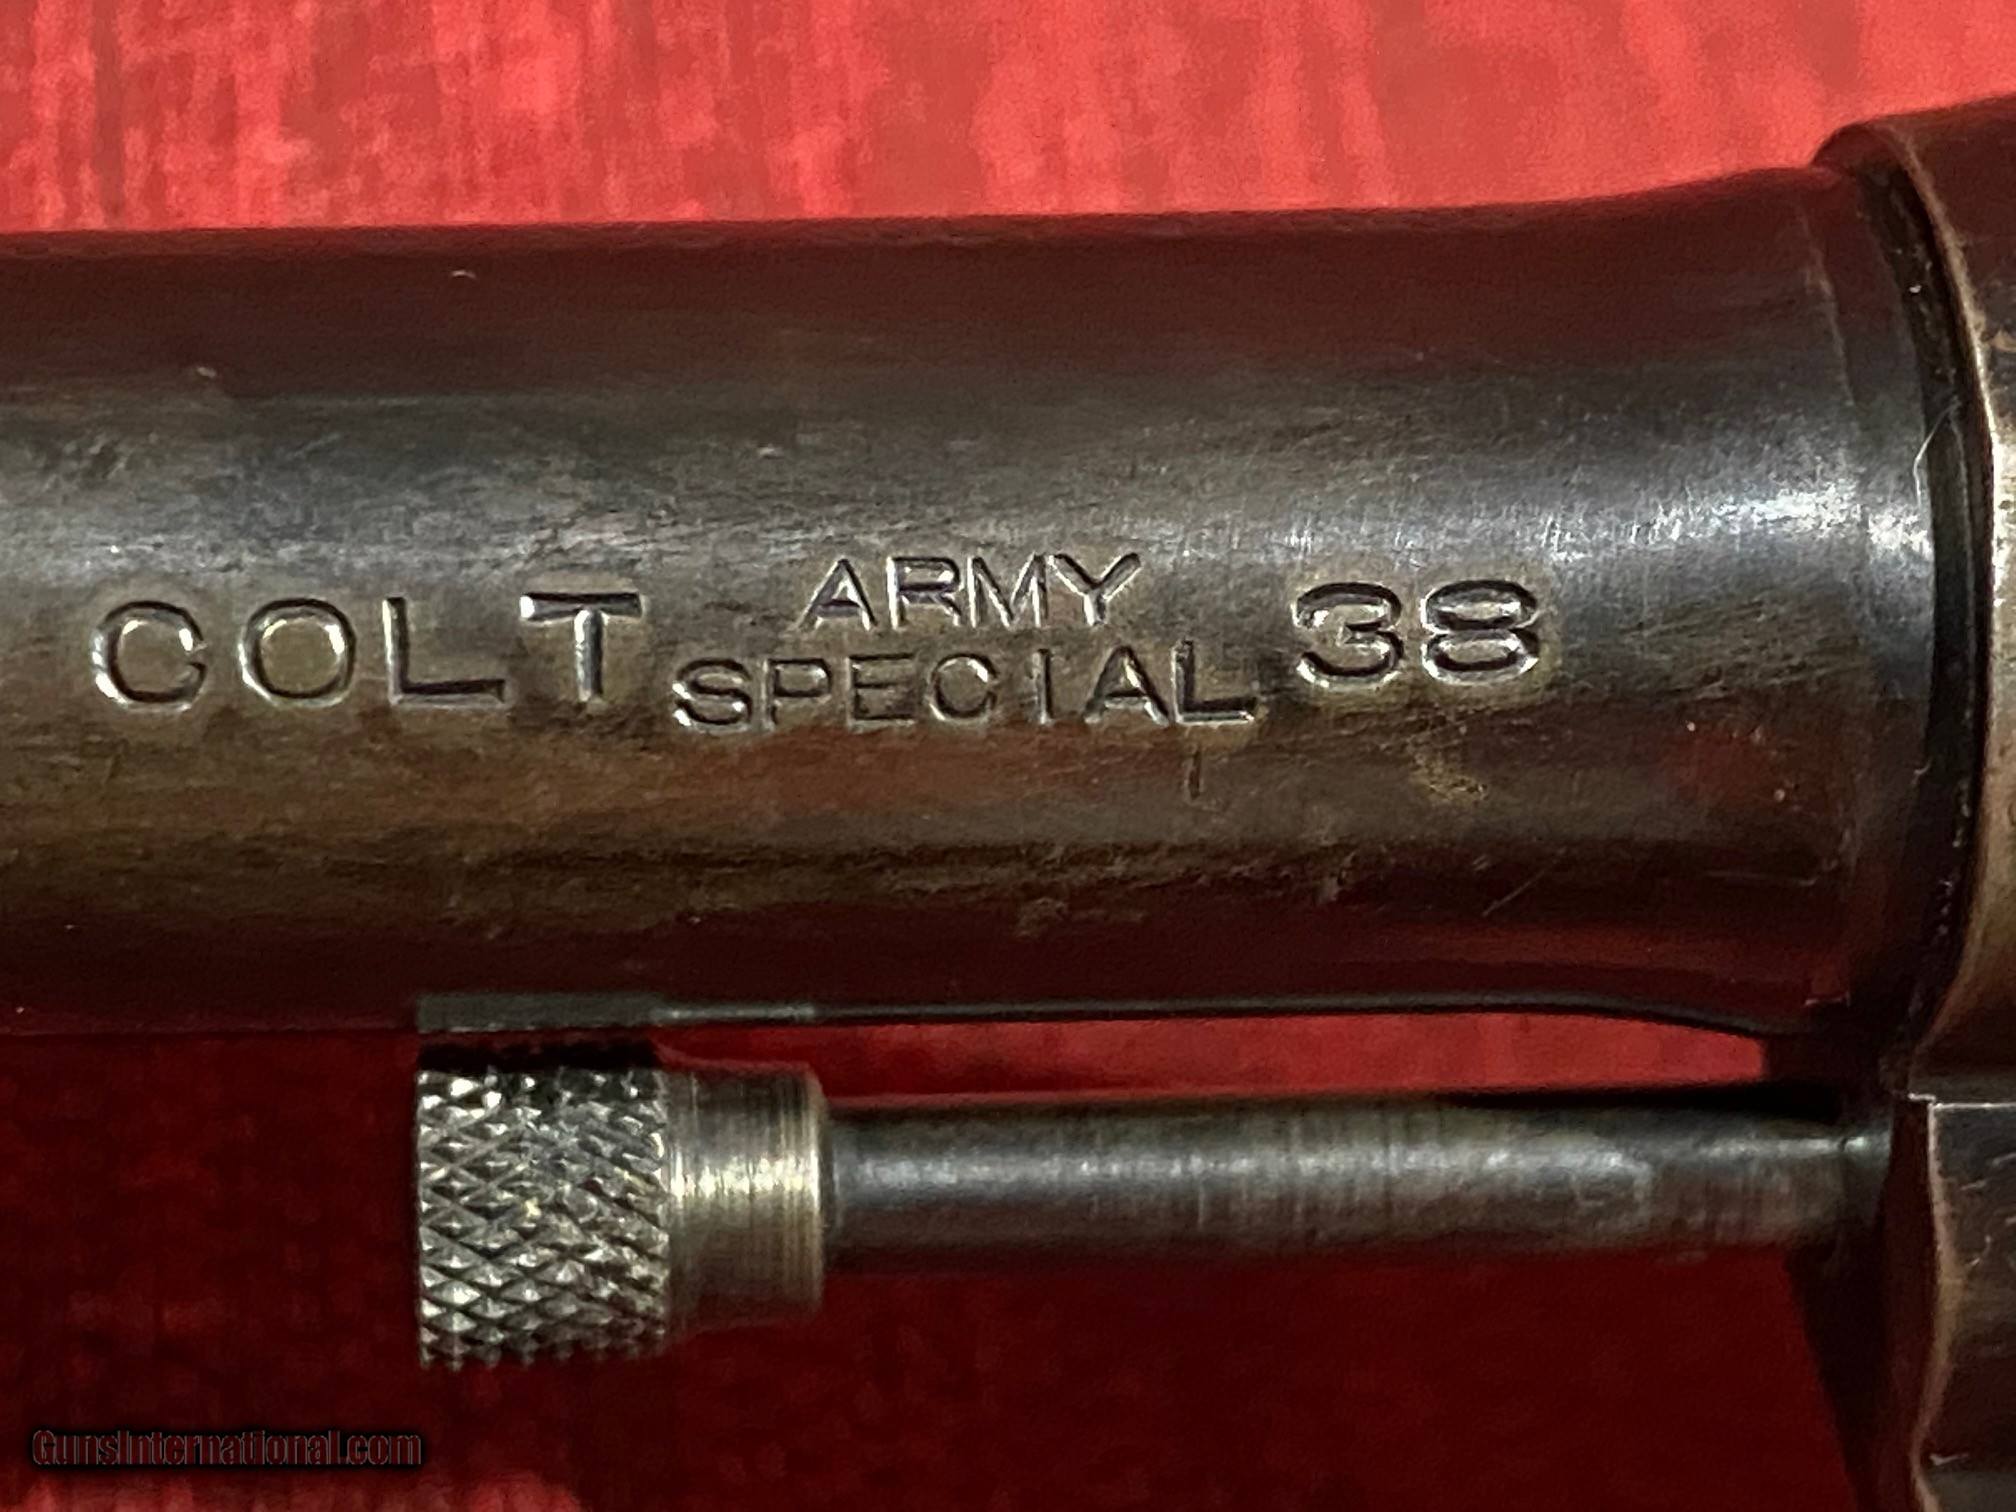 COLT ARMY SPECIAL 38
GunsInternational.com